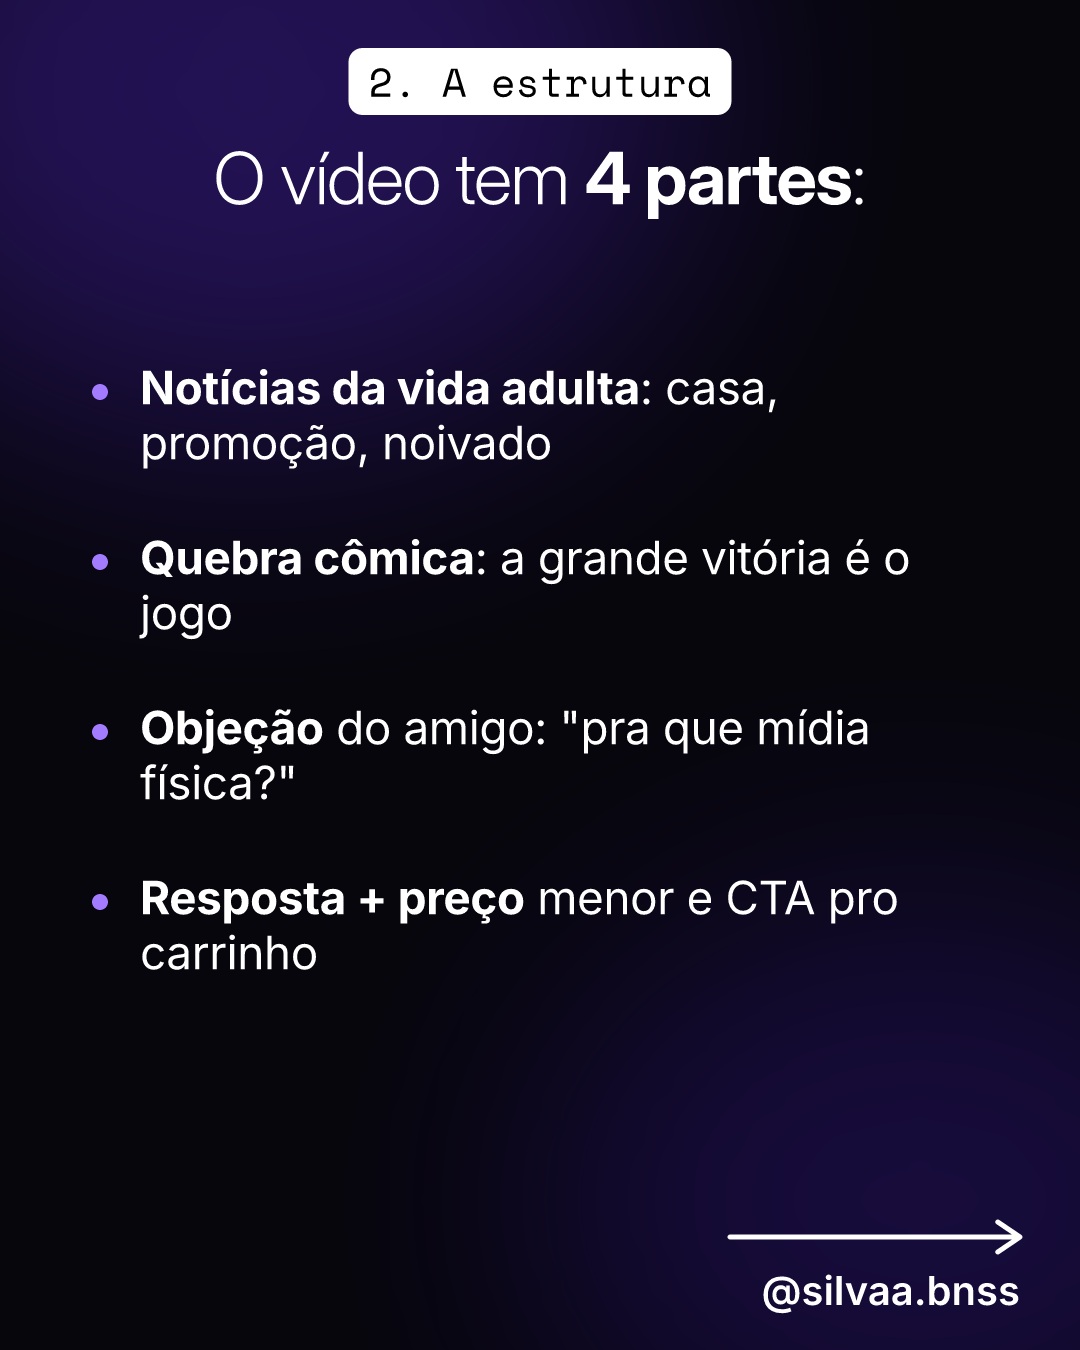 2. A estrutura
O vídeo tem 4 partes:
Notícias da vida adulta: casa,
promoção, noivado
Quebra cômica: a grande vitória é o
jogo
Objeção do amigo: "pra que mídia
física?"
Resposta + preço menor e CTA pro
carrinho
@silvaa.bnss